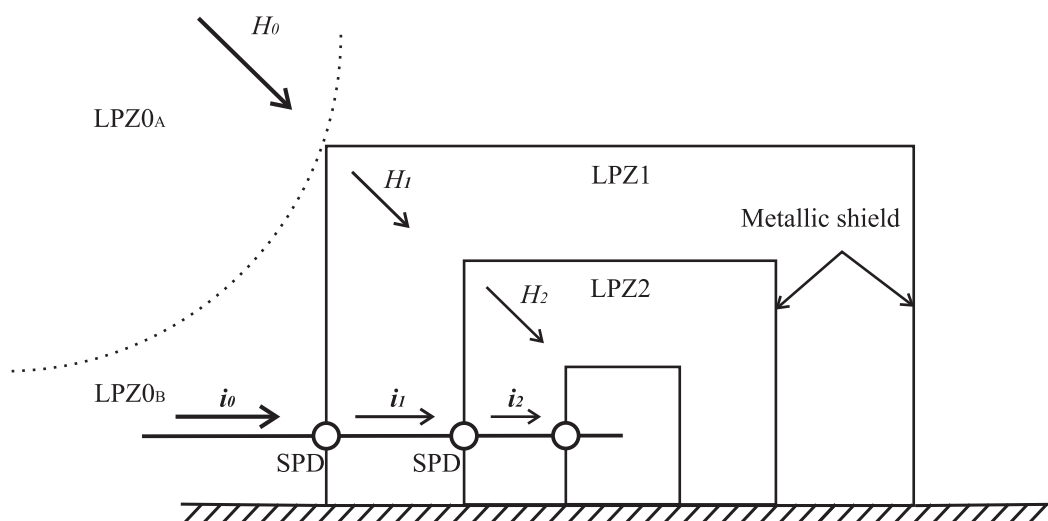 H₀
LPZ0A
LPZ1
H₁
Metallic shield
LPZ2
H₂
LPZ0B
i₀
i₁
i₂
SPD
SPD